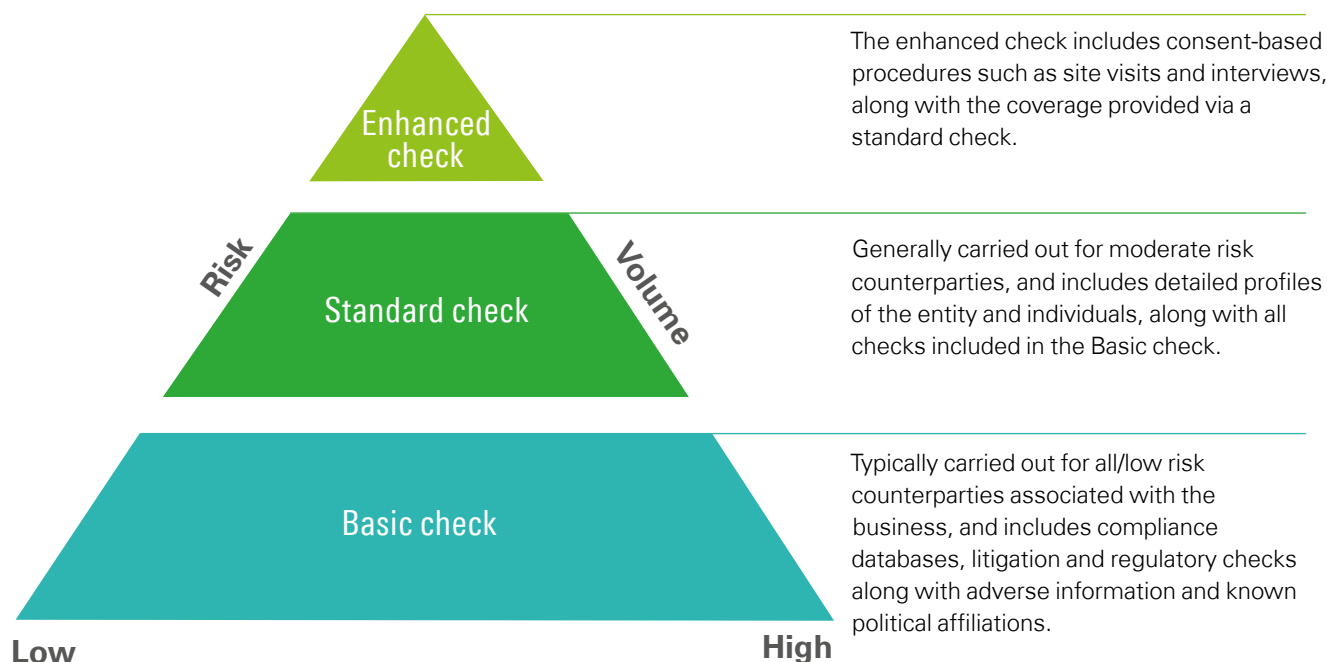 The enhanced check includes consent-based
procedures such as site visits and interviews,
along with the coverage provided via a
standard check.
Enhanced
check
Risk
Volume
Standard check
Generally carried out for moderate risk
counterparties, and includes detailed profiles
of the entity and individuals, along with all
checks included in the Basic check.
Basic check
Typically carried out for all/low risk
counterparties associated with the
business, and includes compliance
databases, litigation and regulatory checks
along with adverse information and known
political affiliations.
Low
High